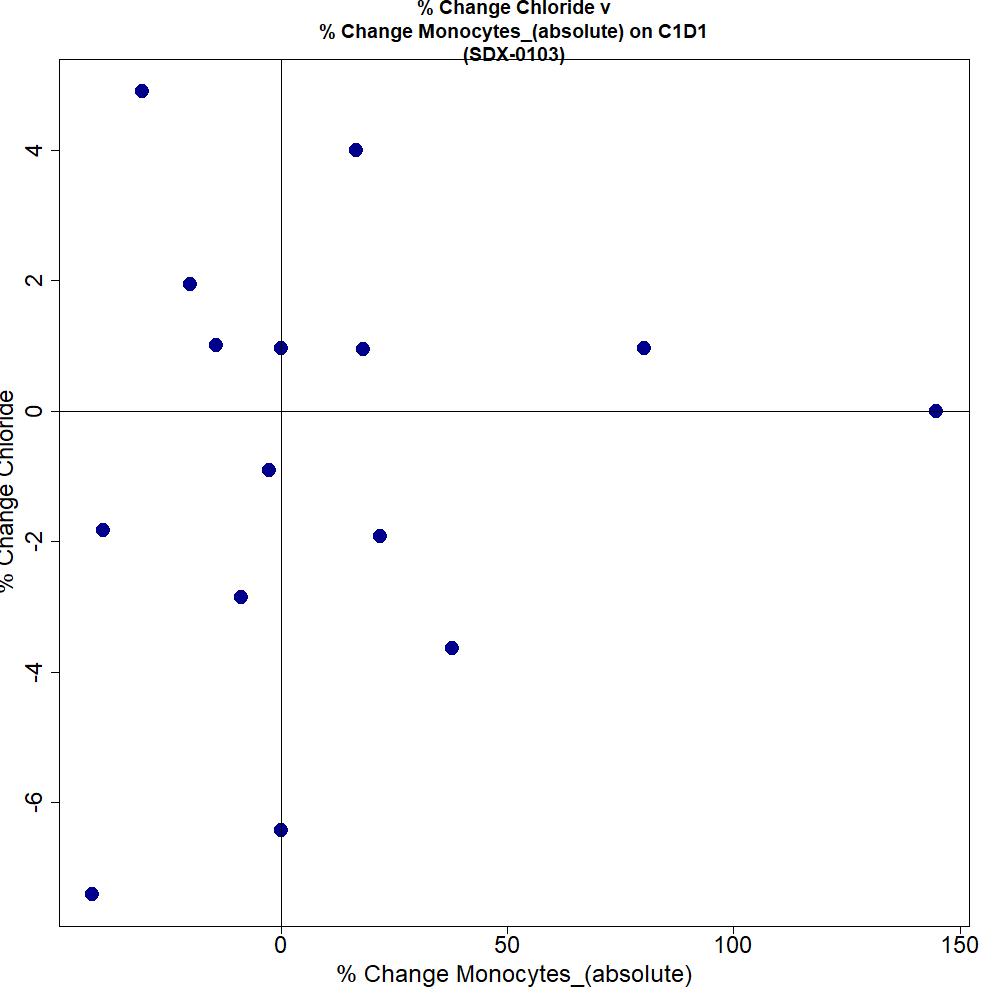 % Change Chloride v
% Change Monocytes_(absolute) on C1D1
(SDX-0103)
% Change Chloride
4
2
0
-2
-4
-6
0 50 100 150
% Change Monocytes_(absolute)